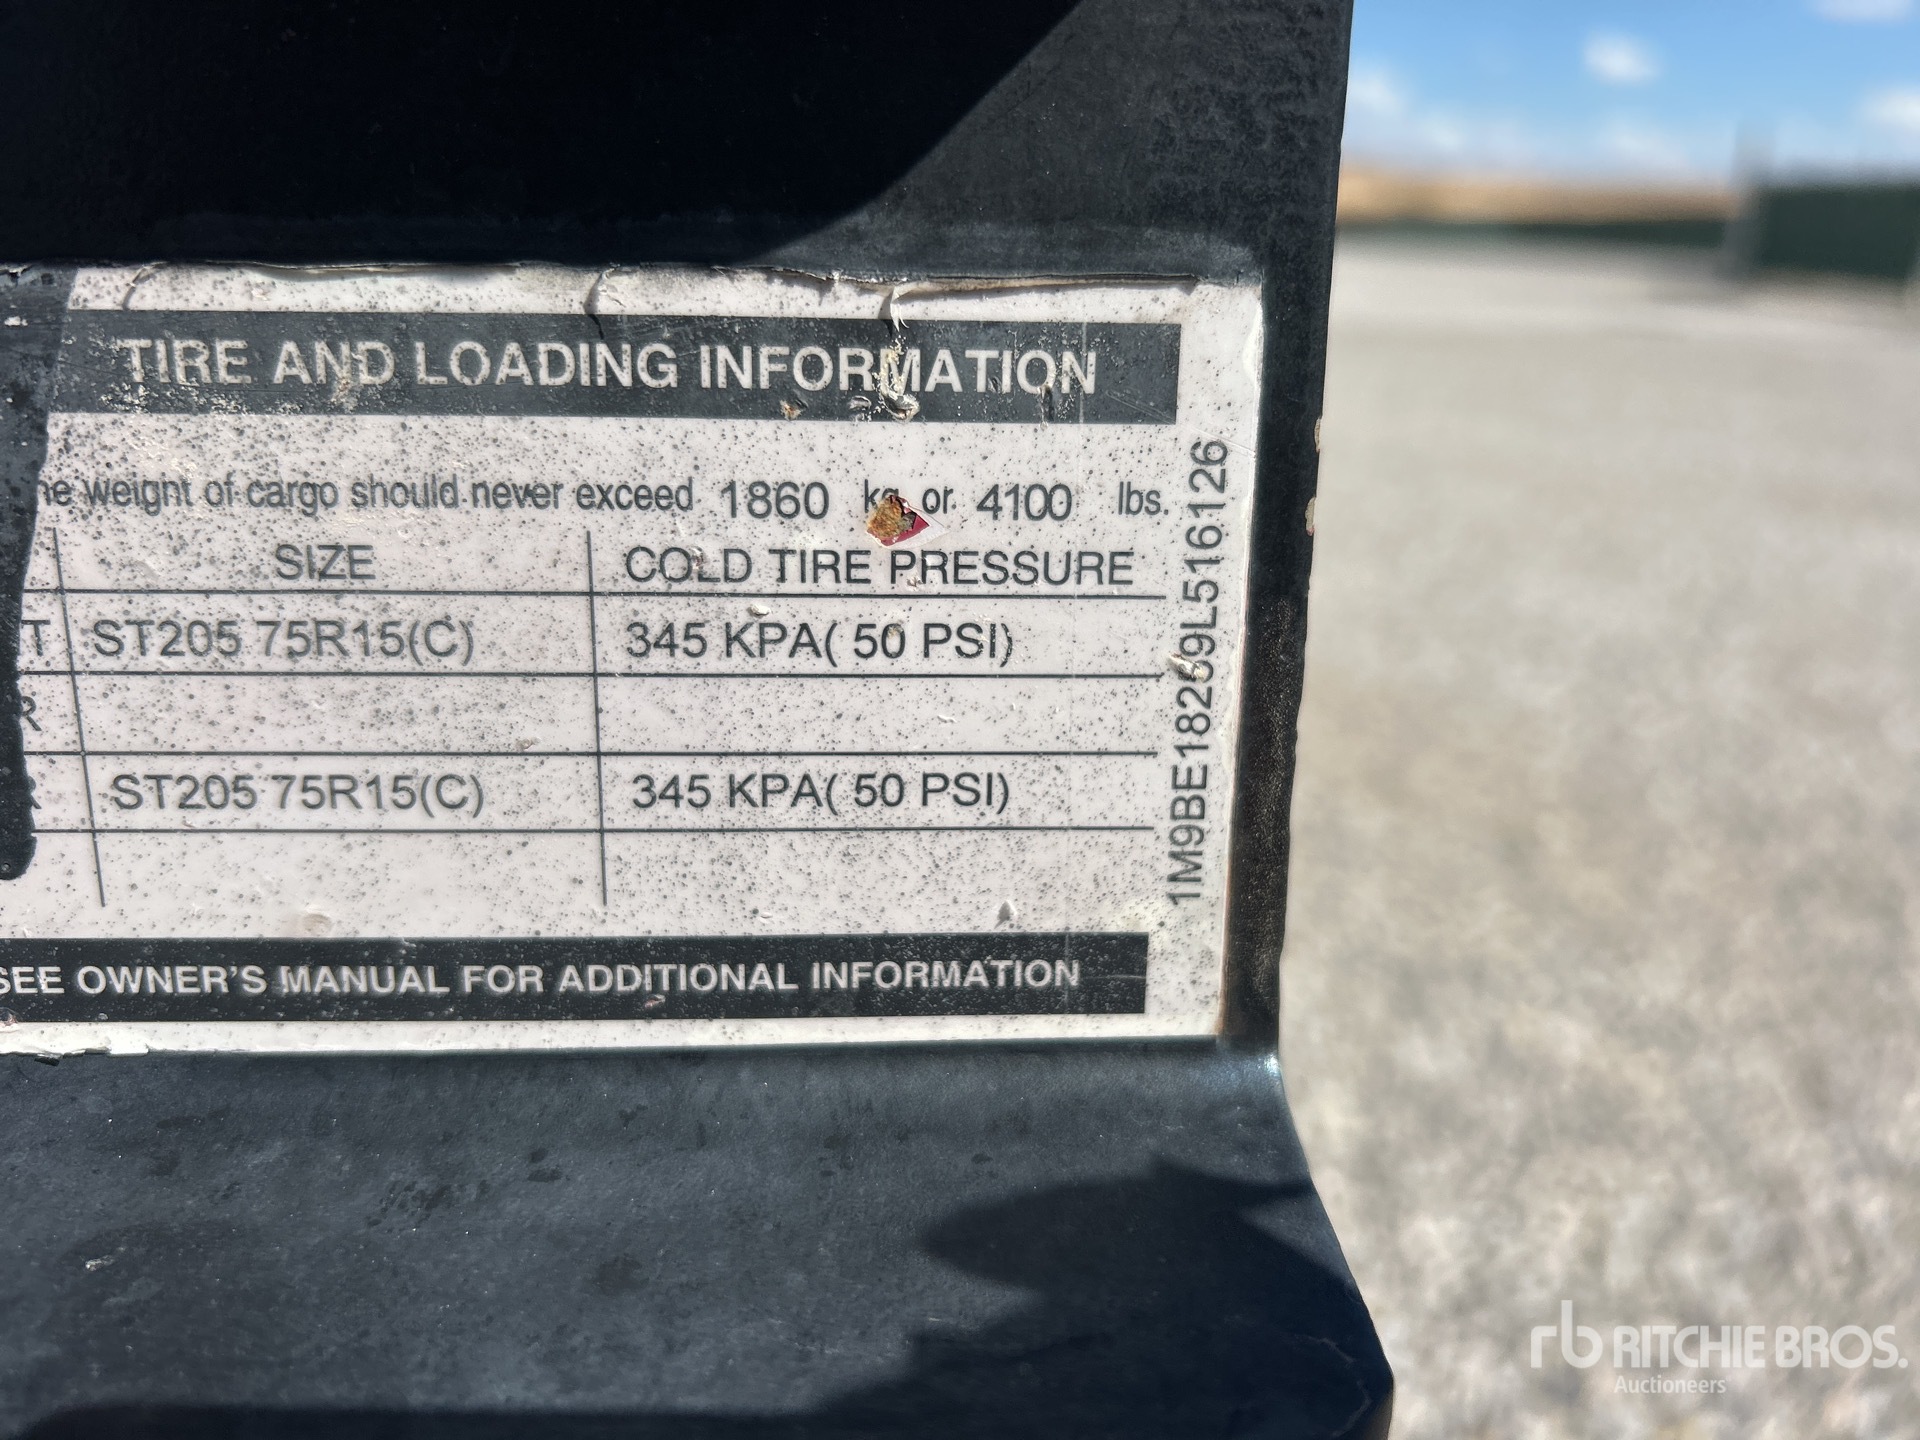 TIRE AND LOADING INFORMATION
he weight of cargo should never exceed 1860 kg or 4100 lbs.
SIZE COLD TIRE PRESSURE
T ST205 75R15(C) 345 KPA( 50 PSI)
R
R ST205 75R15(C) 345 KPA( 50 PSI)
SEE OWNER'S MANUAL FOR ADDITIONAL INFORMATION
1M9BE18259L516126
rb RITCHIE BROS.
Auctioneers